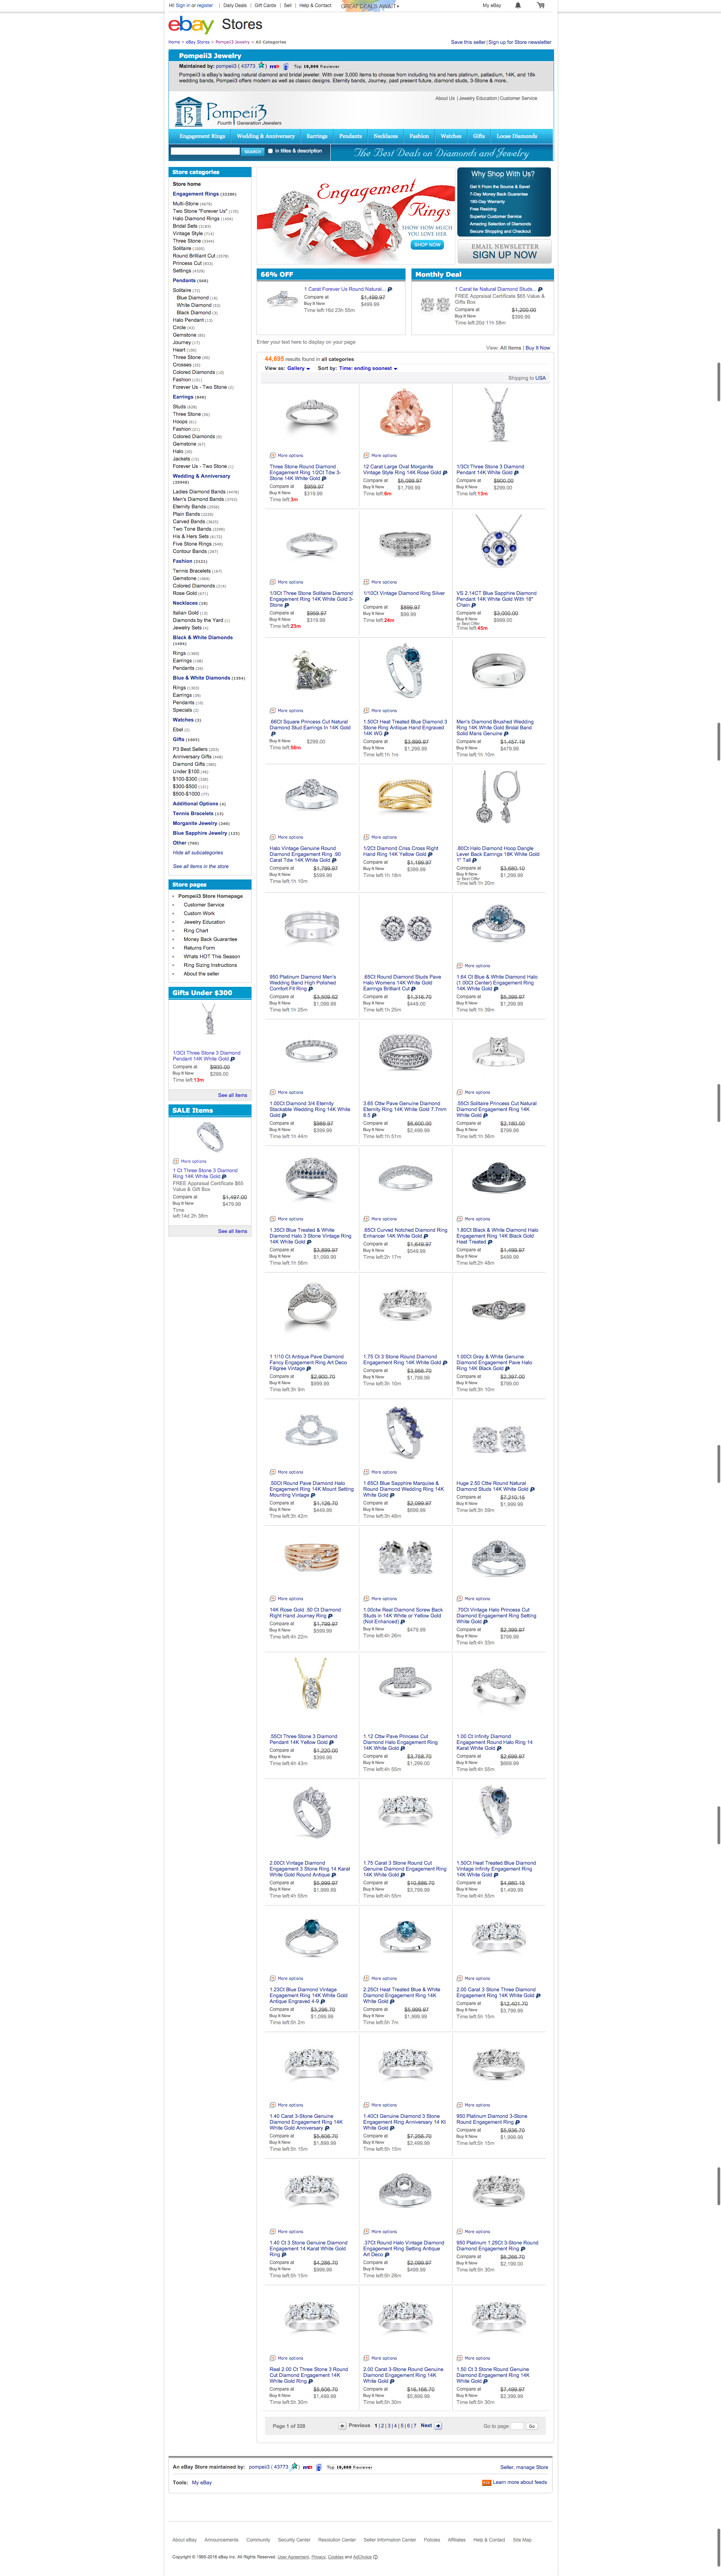 Hi! Sign in or register | Daily Deals | Gift Cards | Sell | Help & Contact
GREAT DEALS AWAIT
My eBay
ebay Stores
Home > eBay Stores > Pompeii3 Jewelry > All Categories
Save this seller | Sign up for Store newsletter
Pompeii3 Jewelry
Maintained by: pompeii3 ( 43773 ) me Top 10,000 Reviewer
Pompeii3 is eBay's leading natural diamond and bridal jeweler. With over 3,000 items to choose from including his and hers platinum, palladium, 14K, and 18k
wedding bands, Pompeii3 offers modern as well as classic designs. Eternity bands, Journey, past present future, diamond studs, 3-Stone & more..
About Us | Jewelry Education | Customer Service
Pompeii3
Fourth Generation Jewelers
Engagement Rings
Wedding & Anniversary
Earrings
Pendants
Necklaces
Fashion
Watches
Gifts
Loose Diamonds
SEARCH in titles & description
The Best Deals on Diamonds and Jewelry
Store categories
Store home
Engagement Rings
Multi-Stone
Two Stone "Forever Us"
Halo Diamond Rings
Bridal Sets
Vintage Style
Three Stone
Solitaire
Round Brilliant Cut
Princess Cut
Settings
Pendants
Solitaire
Blue Diamond
White Diamond
Black Diamond
Halo Pendant
Circle
Gemstone
Journey
Heart
Three Stone
Crosses
Colored Diamonds
Fashion
Forever Us - Two Stone
Earrings
Studs
Three Stone
Hoops
Fashion
Colored Diamonds
Gemstone
Halo
Jackets
Forever Us - Two Stone
Wedding & Anniversary
Ladies Diamond Bands
Men's Diamond Bands
Eternity Bands
Plain Bands
Carved Bands
Two Tone Bands
His & Hers Sets
Five Stone Rings
Contour Bands
Fashion
Tennis Bracelets
Gemstone
Colored Diamonds
Rose Gold
Necklaces
Italian Gold
Diamonds by the Yard
Jewelry Sets
Black & White Diamonds
Rings
Earrings
Pendants
Blue & White Diamonds
Rings
Earrings
Pendants
Specials
Watches
Ebel
Gifts
P3 Best Sellers
Anniversary Gifts
Diamond Gifts
Under $100
$100-$300
$300-$500
$500-$1000
Additional Options
Tennis Bracelets
Morganite Jewelry
Blue Sapphire Jewelry
Other
Hide all subcategories
See all items in the store
Store pages
Pompeii3 Store Homepage
Customer Service
Custom Work
Jewelry Education
Ring Chart
Money Back Guarantee
Returns Form
Whats HOT This Season
Ring Sizing Instructions
About the seller
Gifts Under $300
1/3Ct Three Stone 3 Diamond
Pendant 14K White Gold
Compare at $900.00
Buy It Now $299.00
Time left:13m
See all items
SALE Items
More options
1 Ct Three Stone 3 Diamond
Ring 14K White Gold
FREE Appraisal Certificate $65
Value & Gift Box
Compare at $1,497.00
Buy It Now $479.99
Time
left:14d 2h 36m
See all items
Engagement
Rings
SHOW HOW MUCH
YOU LOVE HER
SHOP NOW
Why Shop With Us?
Get It From the Source & Save!
7-Day Money Back Guarantee
180-Day Warranty
Free Resizing
Superior Customer Service
Amazing Selection of Diamonds
Secure Shopping and Checkout
EMAIL NEWSLETTER
SIGN UP NOW
66% OFF
1 Carat Forever Us Round Natural...
Compare at $1,499.97
Buy It Now $499.99
Time left:16d 23h 55m
Monthly Deal
1 Carat tw Natural Diamond Studs...
FREE Appraisal Certificate $65 Value &
Gifts Box
Compare at $1,200.00
Buy It Now $399.99
Time left:20d 11h 58m
Enter your text here to display on your page
View: All Items | Buy It Now
44,695 results found in all categories
View as: Gallery Sort by: Time: ending soonest
Shipping to USA
More options
Three Stone Round Diamond
Engagement Ring 1/2Ct Tdw 3-
Stone 14K White Gold
Compare at $959.97
Buy It Now $319.99
Time left:3m
More options
12 Carat Large Oval Morganite
Vintage Style Ring 14K Rose Gold
Compare at $5,099.97
Buy It Now $1,799.99
Time left:6m
1/3Ct Three Stone 3 Diamond
Pendant 14K White Gold
Compare at $900.00
Buy It Now $299.00
Time left:13m
More options
1/3Ct Three Stone Solitaire Diamond
Engagement Ring 14K White Gold 3-
Stone
Compare at $959.97
Buy It Now $319.99
Time left:23m
More options
1/10Ct Vintage Diamond Ring Silver
Compare at $899.97
Buy It Now $99.99
Time left:24m
VS 2.14CT Blue Sapphire Diamond
Pendant 14K White Gold With 18"
Chain
Compare at $3,000.00
Buy It Now $999.00
or Best Offer
Time left:45m
More options
.66Ct Square Princess Cut Natural
Diamond Stud Earrings In 14K Gold
Buy It Now $299.00
Time left:56m
More options
1.50Ct Heat Treated Blue Diamond 3
Stone Ring Antique Hand Engraved
14K WG
Compare at $3,899.97
Buy It Now $1,299.99
Time left:1h 1m
Men's Diamond Brushed Wedding
Ring 14K White Gold Bridal Band
Solid Mans Genuine
Compare at $1,457.19
Buy It Now $479.99
Time left:1h 10m
More options
Halo Vintage Genuine Round
Diamond Engagement Ring .90
Carat Tdw 14K White Gold
Compare at $1,799.97
Buy It Now $599.99
Time left:1h 10m
More options
1/2Ct Diamond Criss Cross Right
Hand Ring 14K Yellow Gold
Compare at $1,199.97
Buy It Now $399.99
Time left:1h 18m
.80Ct Halo Diamond Hoop Dangle
Lever Back Earrings 18K White Gold
1" Tall
Compare at $3,680.10
Buy It Now $1,299.99
or Best Offer
Time left:1h 20m
950 Platinum Diamond Men's
Wedding Band High Polished
Comfort Fit Ring
Compare at $3,509.52
Buy It Now $1,099.99
Time left:1h 25m
.65Ct Round Diamond Studs Pave
Halo Womens 14K White Gold
Earrings Brilliant Cut
Compare at $1,316.70
Buy It Now $449.00
Time left:1h 25m
More options
1.64 Ct Blue & White Diamond Halo
(1.00Ct Center) Engagement Ring
14K White Gold
Compare at $5,399.97
Buy It Now $1,299.99
Time left:1h 39m
More options
1.00Ct Diamond 3/4 Eternity
Stackable Wedding Ring 14K White
Gold
Compare at $989.97
Buy It Now $399.99
Time left:1h 44m
3.65 Cttw Pave Genuine Diamond
Eternity Ring 14K White Gold 7.7mm
8.5
Compare at $6,600.00
Buy It Now $2,499.99
Time left:1h 51m
More options
.55Ct Solitaire Princess Cut Natural
Diamond Engagement Ring 14K
White Gold
Compare at $2,180.00
Buy It Now $799.99
Time left:1h 56m
More options
1.35Ct Blue Treated & White
Diamond Halo 3 Stone Vintage Ring
14K White Gold
Compare at $3,899.97
Buy It Now $1,099.99
Time left:1h 56m
More options
.85Ct Curved Notched Diamond Ring
Enhancer 14K White Gold
Compare at $1,649.97
Buy It Now $549.99
Time left:2h 17m
More options
1.80Ct Black & White Diamond Halo
Engagement Ring 14K Black Gold
Heat Treated
Compare at $1,499.97
Buy It Now $499.99
Time left:2h 48m
1 1/10 Ct Antique Pave Diamond
Fancy Engagement Ring Art Deco
Filigree Vintage
Compare at $2,900.70
Buy It Now $999.99
Time left:3h 9m
1.75 Ct 3 Stone Round Diamond
Engagement Ring 14K White Gold
Compare at $3,956.70
Buy It Now $1,799.99
Time left:3h 10m
1.00Ct Gray & White Genuine
Diamond Engagement Pave Halo
Ring 14K Black Gold
Compare at $2,397.00
Buy It Now $799.00
Time left:3h 10m
More options
.50Ct Round Pave Diamond Halo
Engagement Ring 14K Mount Setting
Mounting Vintage
Compare at $1,126.70
Buy It Now $449.99
Time left:3h 42m
More options
1.65Ct Blue Sapphire Marquise &
Round Diamond Wedding Ring 14K
White Gold
Compare at $2,099.97
Buy It Now $699.99
Time left:3h 48m
Huge 2.50 Cttw Round Natural
Diamond Studs 14K White Gold
Compare at $7,210.15
Buy It Now $1,999.99
Time left:3h 59m
More options
14K Rose Gold .50 Ct Diamond
Right Hand Journey Ring
Compare at $1,799.97
Buy It Now $599.99
Time left:4h 22m
More options
1.00ctw Real Diamond Screw Back
Studs in 14K White or Yellow Gold
(Not Enhanced)
Buy It Now $479.99
Time left:4h 26m
More options
.70Ct Vintage Halo Princess Cut
Diamond Engagement Ring Setting
White Gold
Compare at $2,399.97
Buy It Now $799.99
Time left:4h 33m
.55Ct Three Stone 3 Diamond
Pendant 14K Yellow Gold
Compare at $1,220.00
Buy It Now $399.99
Time left:4h 43m
1.12 Cttw Pave Princess Cut
Diamond Halo Engagement Ring
14K White Gold
Compare at $3,758.70
Buy It Now $1,299.00
Time left:4h 55m
1.00 Ct Infinity Diamond
Engagement Round Halo Ring 14
Karat White Gold
Compare at $2,699.97
Buy It Now $869.99
Time left:4h 55m
2.00Ct Vintage Diamond
Engagement 3 Stone Ring 14 Karat
White Gold Round Antique
Compare at $5,999.97
Buy It Now $1,999.99
Time left:4h 55m
1.75 Carat 3 Stone Round Cut
Genuine Diamond Engagement Ring
14K White Gold
Compare at $10,886.70
Buy It Now $3,799.99
Time left:4h 55m
1.50Ct Heat Treated Blue Diamond
Vintage Infinity Engagement Ring
14K White Gold
Compare at $4,980.15
Buy It Now $1,499.99
Time left:4h 55m
More options
1.23Ct Blue Diamond Vintage
Engagement Ring 14K White Gold
Antique Engraved 4-9
Compare at $3,296.70
Buy It Now $1,099.99
Time left:5h 2m
More options
2.25Ct Heat Treated Blue & White
Diamond Engagement Ring 14K
White Gold
Compare at $5,999.97
Buy It Now $1,999.99
Time left:5h 7m
More options
2.00 Carat 3 Stone Three Diamond
Engagement Ring 14K White Gold
Compare at $12,401.70
Buy It Now $3,799.99
Time left:5h 15m
More options
1.40 Carat 3-Stone Genuine
Diamond Engagement Ring 14K
White Gold Anniversary
Compare at $5,606.70
Buy It Now $1,899.99
Time left:5h 15m
More options
1.40Ct Genuine Diamond 3 Stone
Engagement Ring Anniversary 14 Kt
White Gold
Compare at $7,256.70
Buy It Now $2,499.99
Time left:5h 15m
More options
950 Platinum Diamond 3-Stone
Round Engagement Ring
Compare at $5,936.70
Buy It Now $1,999.99
Time left:5h 15m
More options
1.40 Ct 3 Stone Genuine Diamond
Engagement 14 Karat White Gold
Ring
Compare at $4,286.70
Buy It Now $999.99
Time left:5h 15m
More options
.37Ct Round Halo Vintage Diamond
Engagement Ring Setting Antique
Art Deco
Compare at $2,099.97
Buy It Now $499.99
Time left:5h 28m
More options
950 Platinum 1.25Ct 3-Stone Round
Diamond Engagement Ring
Compare at $6,266.70
Buy It Now $2,199.00
Time left:5h 30m
More options
Real 2.00 Ct Three Stone 3 Round
Cut Diamond Engagement 14K
White Gold Ring
Compare at $5,606.70
Buy It Now $1,499.99
Time left:5h 30m
More options
2.00 Carat 3-Stone Round Genuine
Diamond Engagement Ring 14K
White Gold
Compare at $16,166.70
Buy It Now $5,899.99
Time left:5h 30m
More options
1.50 Ct 3 Stone Round Genuine
Diamond Engagement Ring 14K
White Gold
Compare at $7,499.97
Buy It Now $2,399.99
Time left:5h 30m
Page 1 of 328
Previous 1 | 2 | 3 | 4 | 5 | 6 | 7 Next
Go to page Go
An eBay Store maintained by: pompeii3 ( 43773 ) me Top 10,000 Reviewer
Seller, manage Store
Tools: My eBay
RSS Learn more about feeds
About eBay Announcements Community Security Center Resolution Center Seller Information Center Policies Affiliates Help & Contact Site Map
Copyright © 1995-2016 eBay Inc. All Rights Reserved. User Agreement, Privacy, Cookies and AdChoice